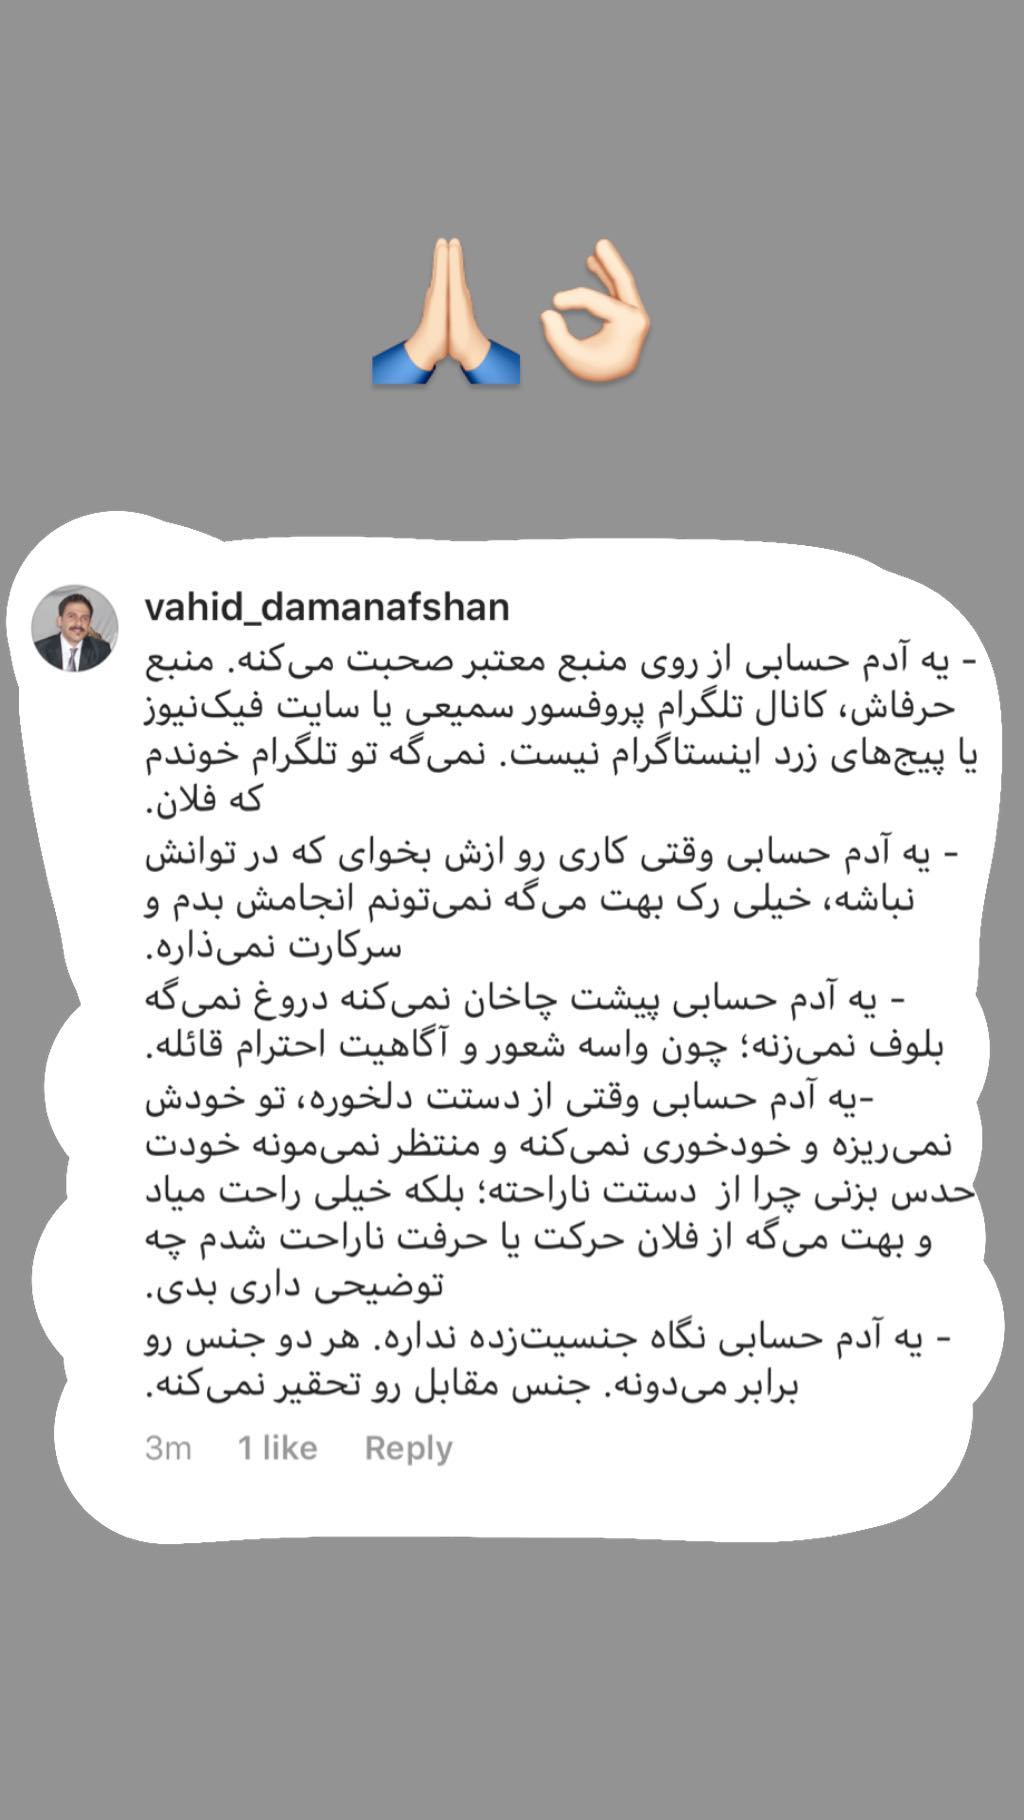 vahid_damanafshan
- یه آدم حسابی از روی منبع معتبر صحبت می‌کنه. منبع
حرفاش، کانال تلگرام پروفسور سمیعی یا سایت فیک‌نیوز
یا پیج‌های زرد اینستاگرام نیست. نمی‌گه تو تلگرام خوندم
که فلان.
- یه آدم حسابی وقتی کاری رو ازش بخوای که در توانش
نباشه، خیلی رک بهت می‌گه نمی‌تونم انجامش بدم و
سرکارت نمی‌ذاره.
- یه آدم حسابی پیشت چاخان نمی‌کنه دروغ نمی‌گه
بلوف نمی‌زنه؛ چون واسه شعور و آگاهیت احترام قائله.
-یه آدم حسابی وقتی از دستت دلخوره، تو خودش
نمی‌ریزه و خودخوری نمی‌کنه و منتظر نمی‌مونه خودت
حدس بزنی چرا از  دستت ناراحته؛ بلکه خیلی راحت میاد
و بهت می‌گه از فلان حرکت یا حرفت ناراحت شدم چه
توضیحی داری بدی.
- یه آدم حسابی نگاه جنسیت‌زده نداره. هر دو جنس رو
برابر می‌دونه. جنس مقابل رو تحقیر نمی‌کنه.
3m 1 like Reply